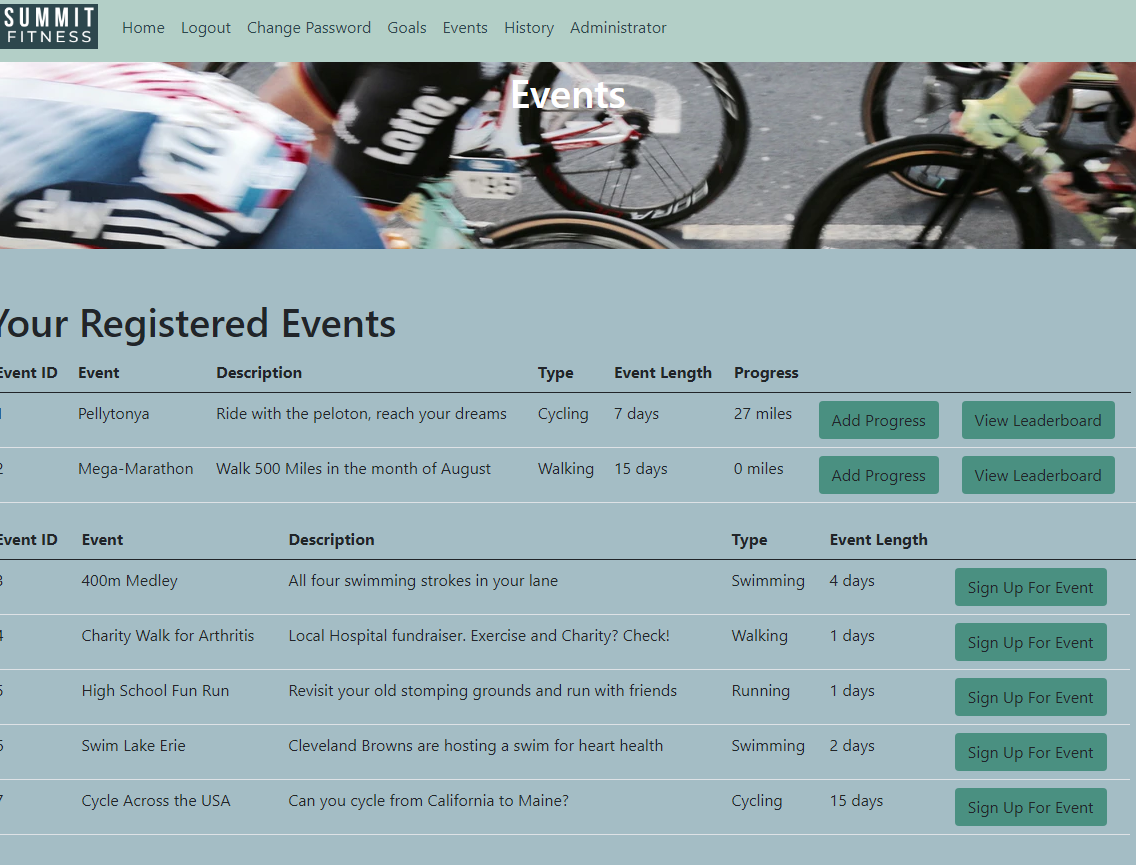 SUMMIT
FITNESS
Home Logout Change Password Goals Events History Administrator
Events
Lotto.
10
195
sky
Your Registered Events
Event ID Event Description Type Event Length Progress
1 Pellytonya Ride with the peloton, reach your dreams Cycling 7 days 27 miles Add Progress View Leaderboard
2 Mega-Marathon Walk 500 Miles in the month of August Walking 15 days 0 miles Add Progress View Leaderboard
Event ID Event Description Type Event Length
3 400m Medley All four swimming strokes in your lane Swimming 4 days Sign Up For Event
4 Charity Walk for Arthritis Local Hospital fundraiser. Exercise and Charity? Check! Walking 1 days Sign Up For Event
5 High School Fun Run Revisit your old stomping grounds and run with friends Running 1 days Sign Up For Event
6 Swim Lake Erie Cleveland Browns are hosting a swim for heart health Swimming 2 days Sign Up For Event
7 Cycle Across the USA Can you cycle from California to Maine? Cycling 15 days Sign Up For Event